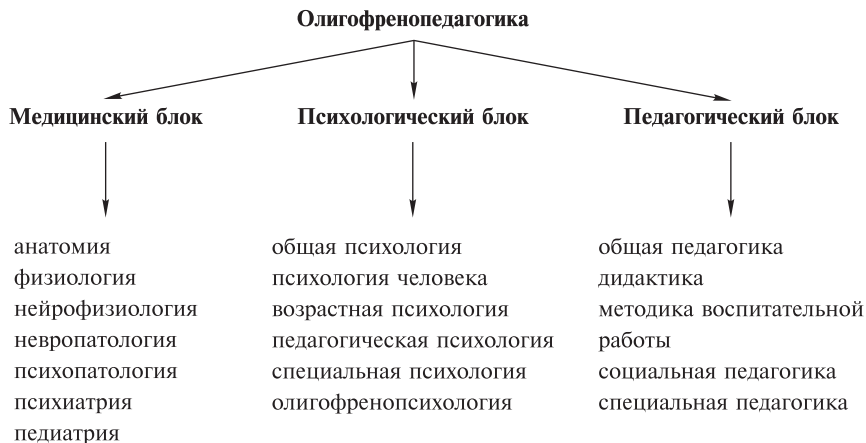 Олигофренопедагогика
Медицинский блок
Психологический блок
Педагогический блок
анатомия
физиология
нейрофизиология
невропатология
психопатология
психиатрия
педиатрия
общая психология
психология человека
возрастная психология
педагогическая психология
специальная психология
олигофренопсихология
общая педагогика
дидактика
методика воспитательной
работы
социальная педагогика
специальная педагогика